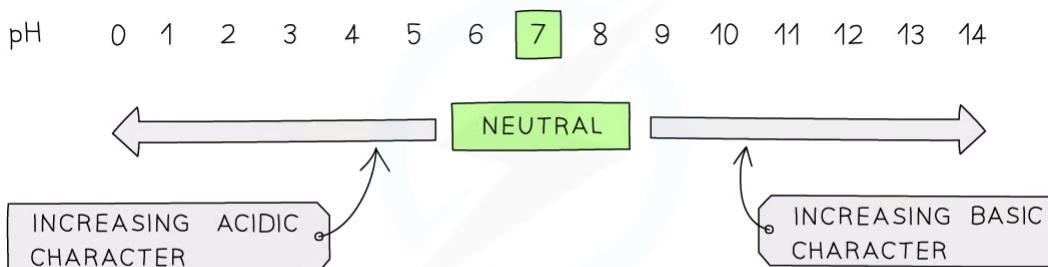 pH 0 1 2 3 4 5 6 7 8 9 10 11 12 13 14
NEUTRAL
INCREASING ACIDIC
CHARACTER
INCREASING BASIC
CHARACTER